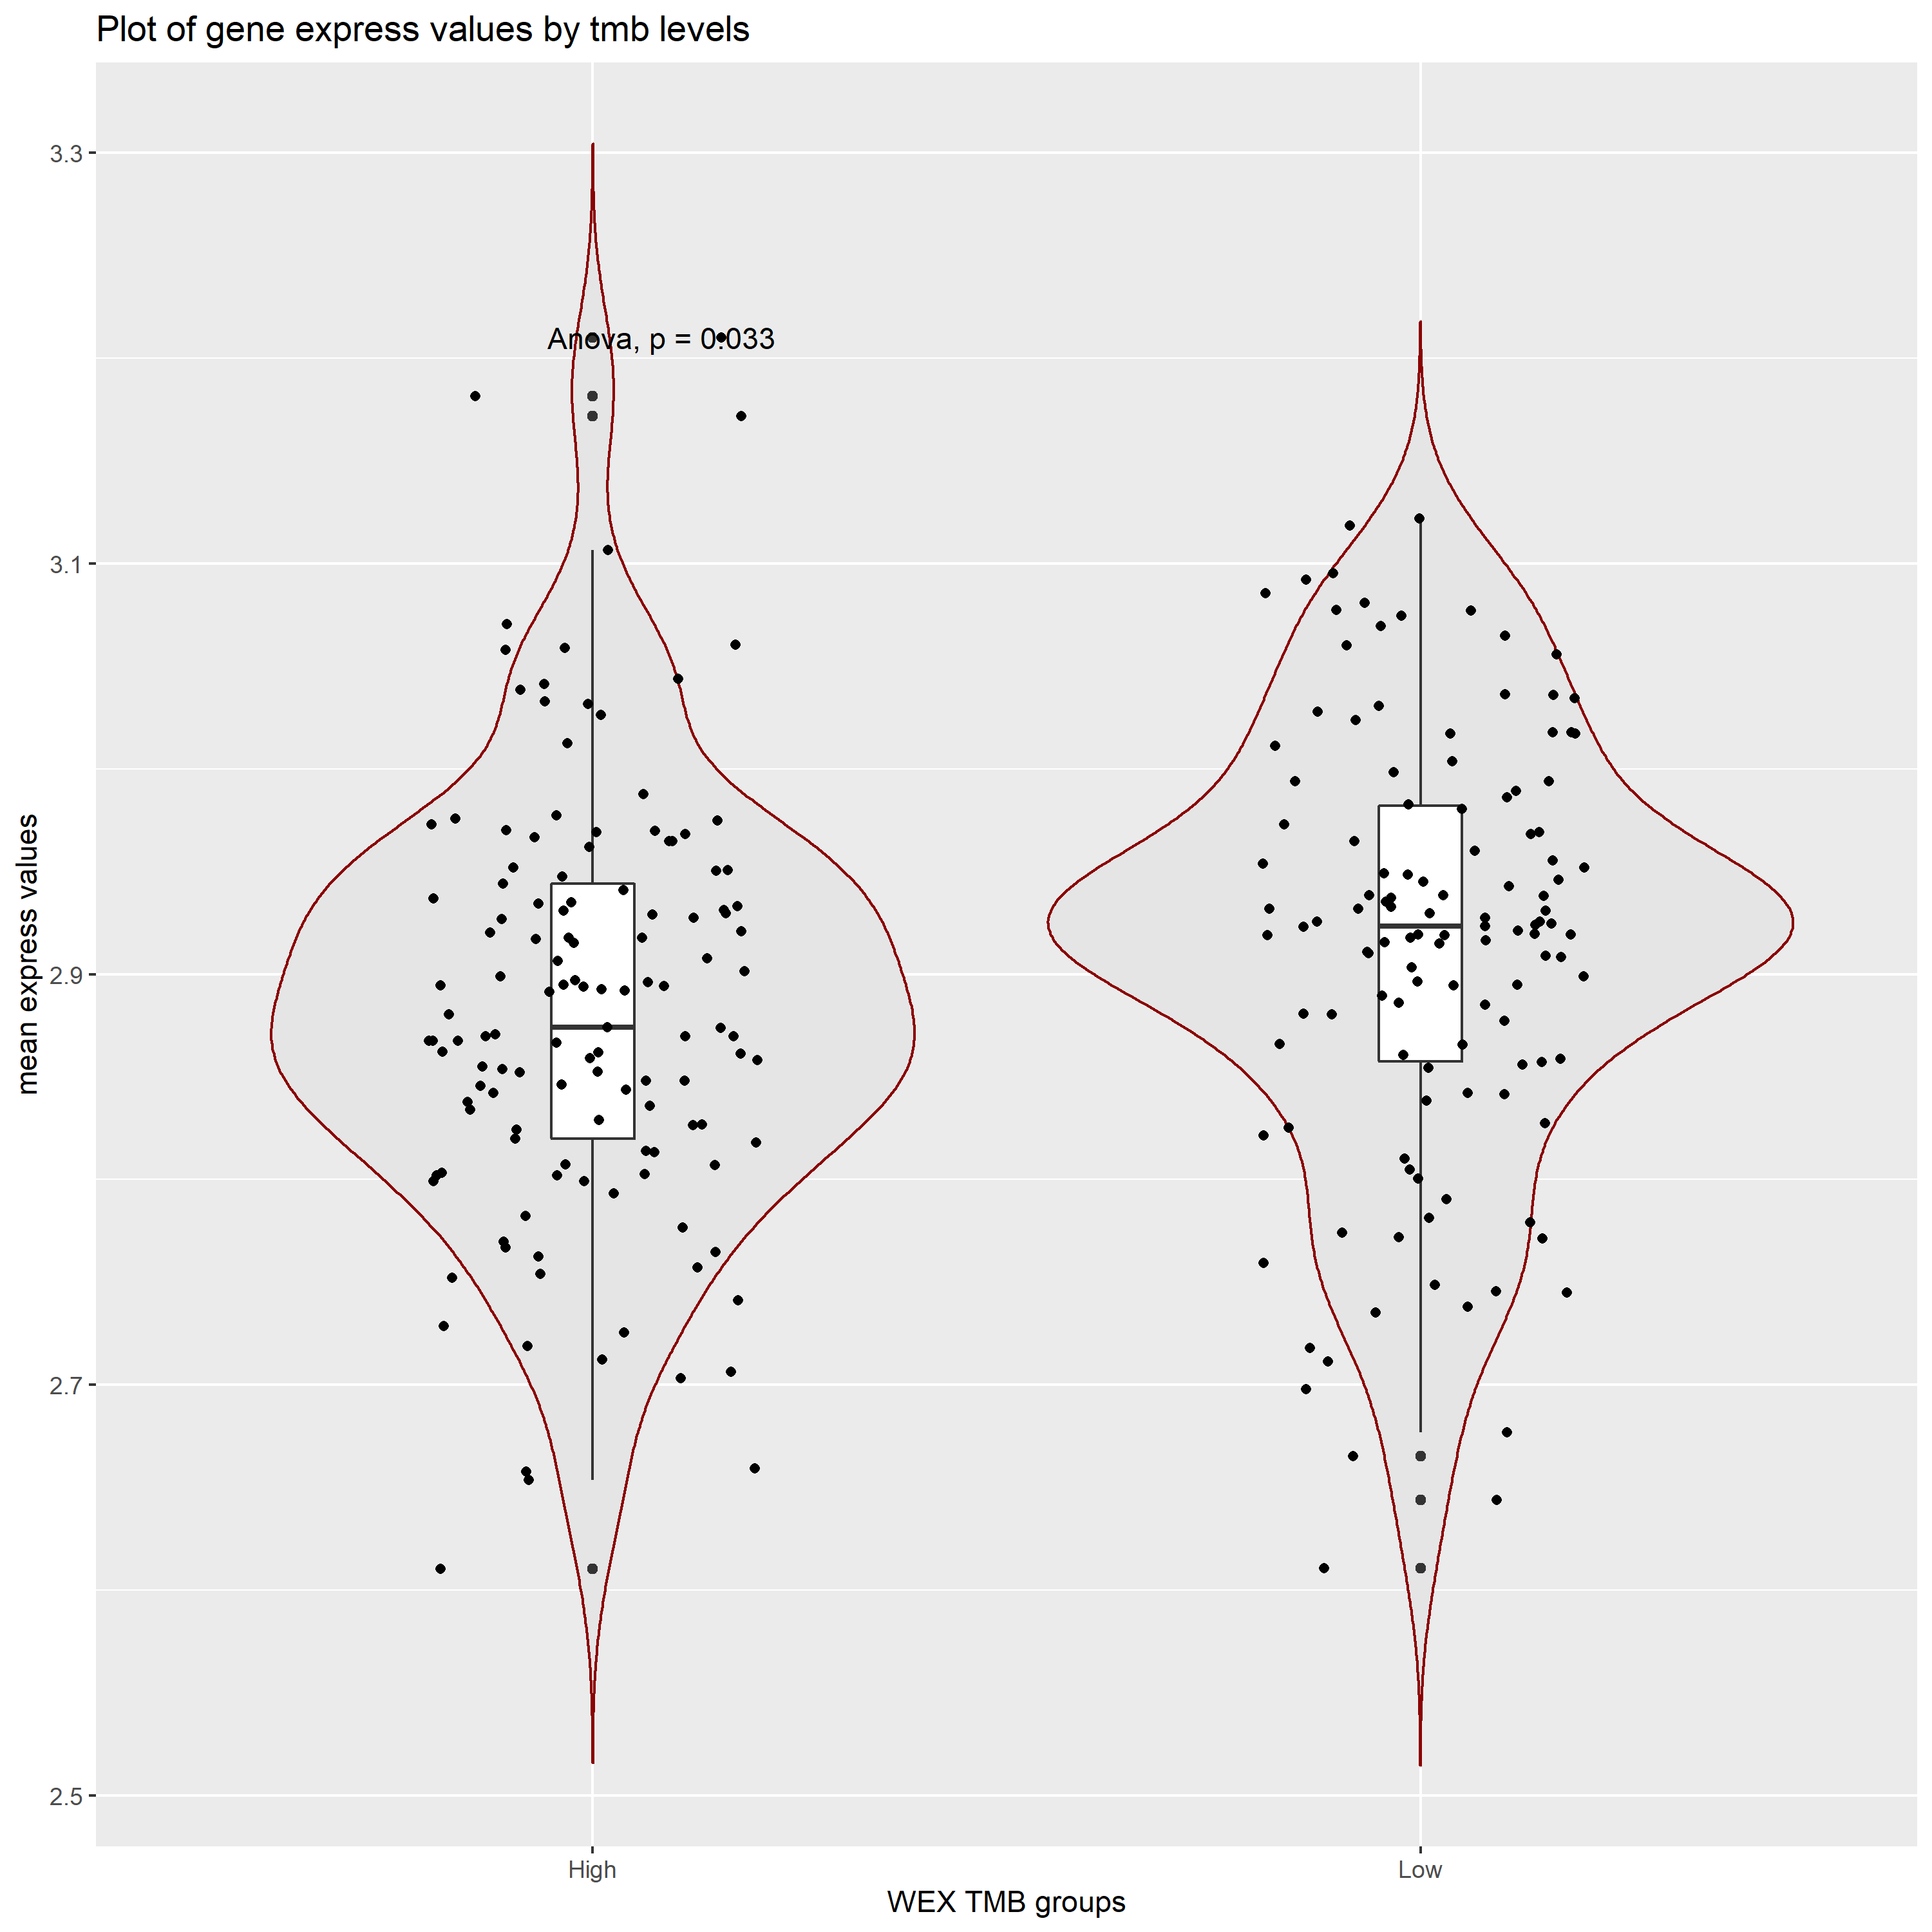 Plot of gene express values by tmb levels
3.3
Anova, p = 0.033
3.1
mean express values
2.9
2.7
2.5
High Low
WEX TMB groups